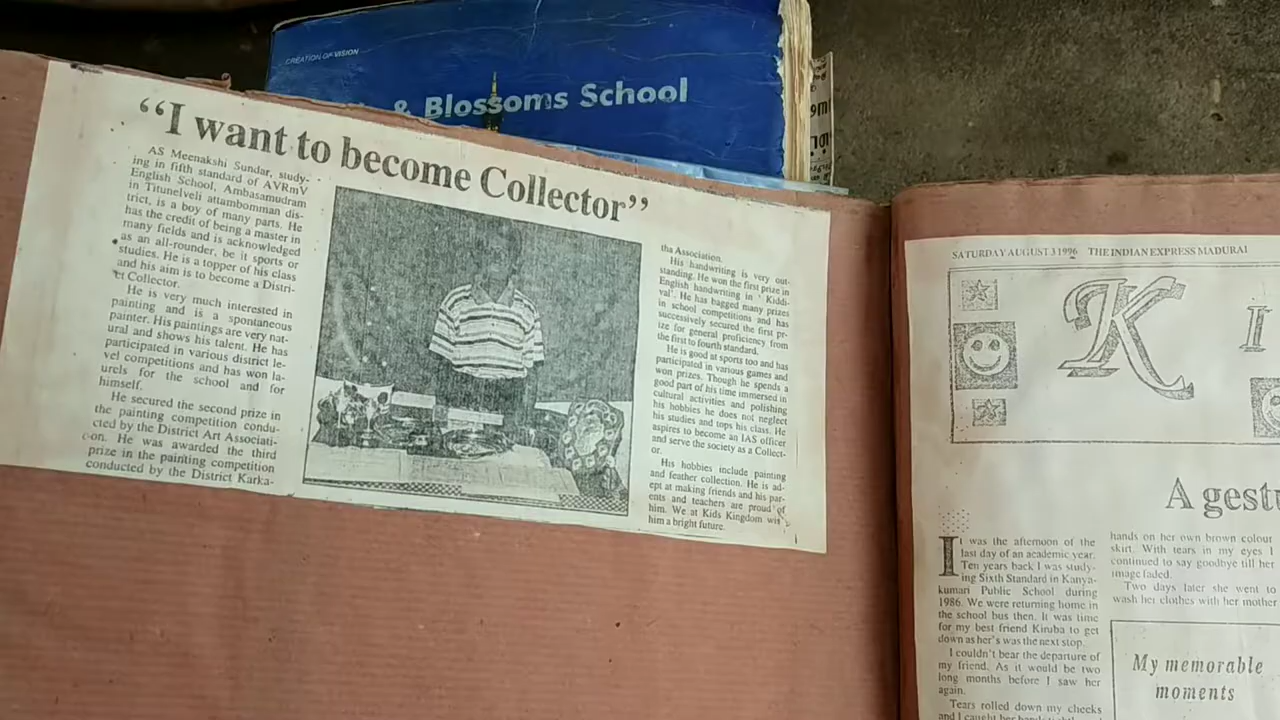 CREATION OF VISION
& Blossoms School
“I want to become Collector”
AS Meenakshi Sundar, study-
ing in fifth standard of AVRmV
English School, Ambasamudram
in Titunelveli attambomman dis-
trict, is a boy of many parts. He
has the credit of being a master in
many fields and is acknowledged
as an all-rounder, be it sports or
studies. He is a topper of his class
and his aim is to become a Distri-
ct Collector.
He is very much interested in
painting and is a spontaneous
painter. His paintings are very nat-
ural and shows his talent. He has
participated in various district le-
vel competitions and has won la-
urels for the school and for
himself.
He secured the second prize in
the painting competition condu-
cted by the District Art Associati-
on. He was awarded the third
prize in the painting competition
conducted by the District Karka-
tha Association.
His handwriting is very out-
standing. He won the first prize in
English handwriting in ' Kiddi-
val'. He has bagged many prizes
in school competitions and has
successively secured the first pr-
ize for general proficiency from
the first to fourth standard.
He is good at sports too and has
participated in various games and
won prizes. Though he spends a
good part of his time immersed in
cultural activities and polishing
his hobbies he does not neglect
his studies and tops his class. He
aspires to become an IAS officer
and serve the society as a Collect-
or.
His hobbies include painting
and feather collection. He is ad-
ept at making friends and his par-
ents and teachers are proud of
him. We at Kids Kingdom wis
him a bright future.
SATURDAY AUGUST 3 1996 THE INDIAN EXPRESS MADURAI
K I
A gest
I was the afternoon of the
last day of an academic year.
Ten years back I was study-
ing Sixth Standard in Kanya-
kumari Public School during
1986. We were returning home in
the school bus then. It was time
for my best friend Kiruba to get
down as her's was the next stop.
I couldn't bear the departure of
my friend. As it would be two
long months before I saw her
again.
Tears rolled down my cheeks
and I caught her hands
hands on her own brown colour
skirt. With tears in my eyes I
continued to say goodbye till her
image faded.
Two days later she went to
wash her clothes with her mother
My memorable
moments